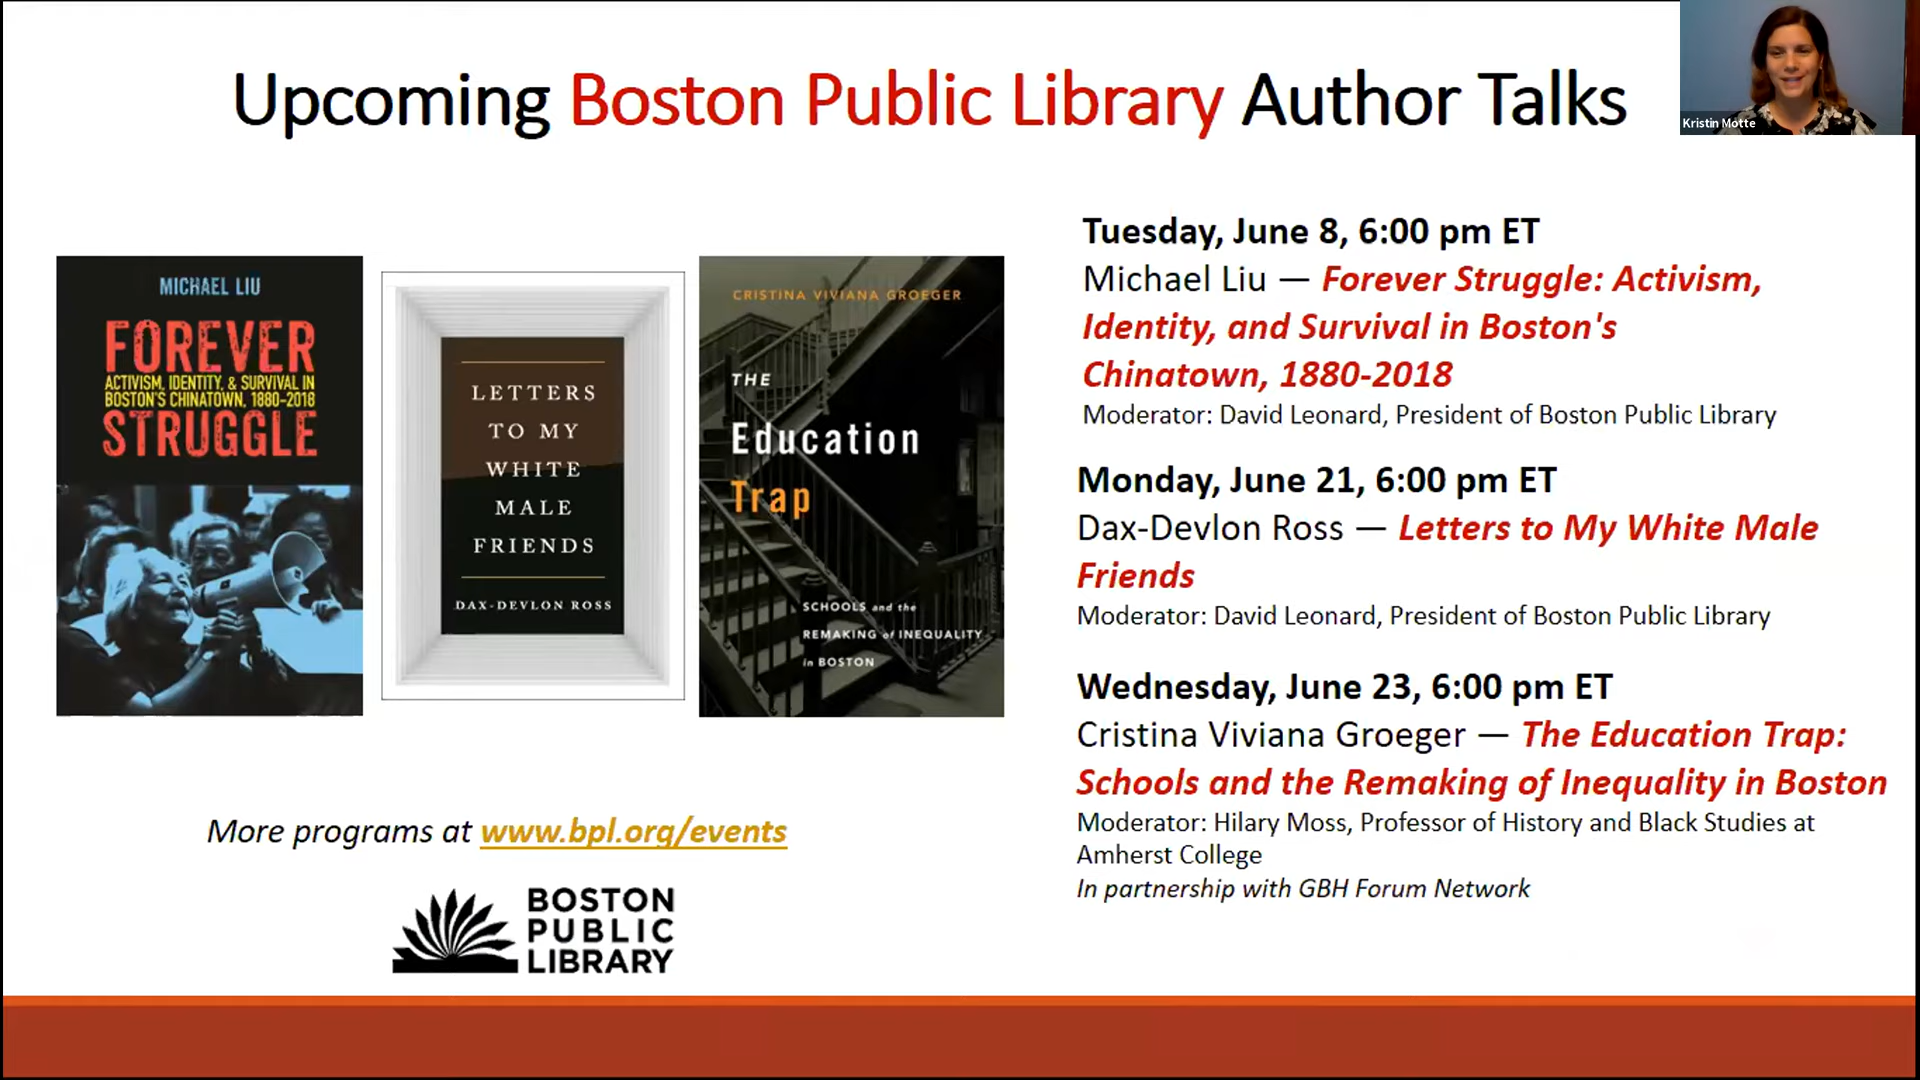 Upcoming Boston Public Library Author Talks
Kristin Motte
MICHAEL LIU
FOREVER
ACTIVISM, IDENTITY, & SURVIVAL IN
BOSTON'S CHINATOWN, 1880-2018
STRUGGLE
LETTERS
TO MY
WHITE
MALE
FRIENDS
DAX-DEVLON ROSS
CRISTINA VIVIANA GROEGER
THE
Education
Trap
SCHOOLS and the
REMAKING of INEQUALITY
in BOSTON
Tuesday, June 8, 6:00 pm ET
Michael Liu — Forever Struggle: Activism,
Identity, and Survival in Boston's
Chinatown, 1880-2018
Moderator: David Leonard, President of Boston Public Library
Monday, June 21, 6:00 pm ET
Dax-Devlon Ross — Letters to My White Male
Friends
Moderator: David Leonard, President of Boston Public Library
Wednesday, June 23, 6:00 pm ET
Cristina Viviana Groeger — The Education Trap:
Schools and the Remaking of Inequality in Boston
Moderator: Hilary Moss, Professor of History and Black Studies at
Amherst College
In partnership with GBH Forum Network
More programs at www.bpl.org/events
BOSTON
PUBLIC
LIBRARY